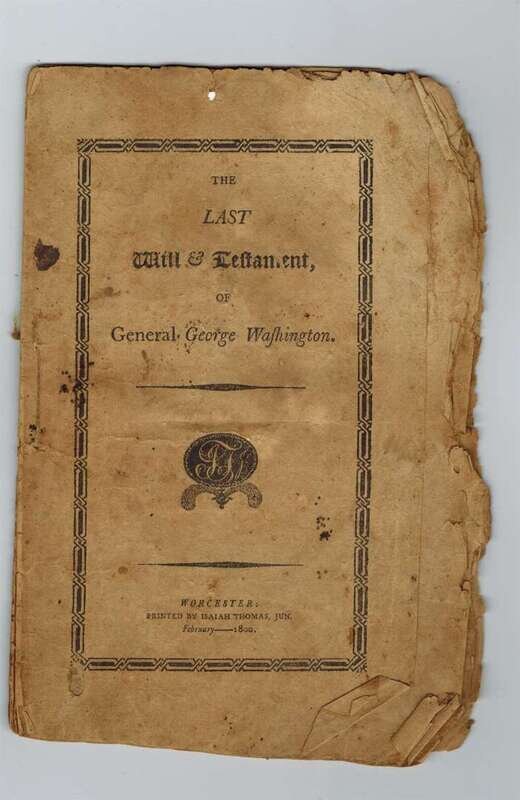 THE
LAST
Will & Teſtament,
OF
General George Waſhington.
WORCESTER:
PRINTED BY ISAIAH THOMAS, JUN.
February——1800.